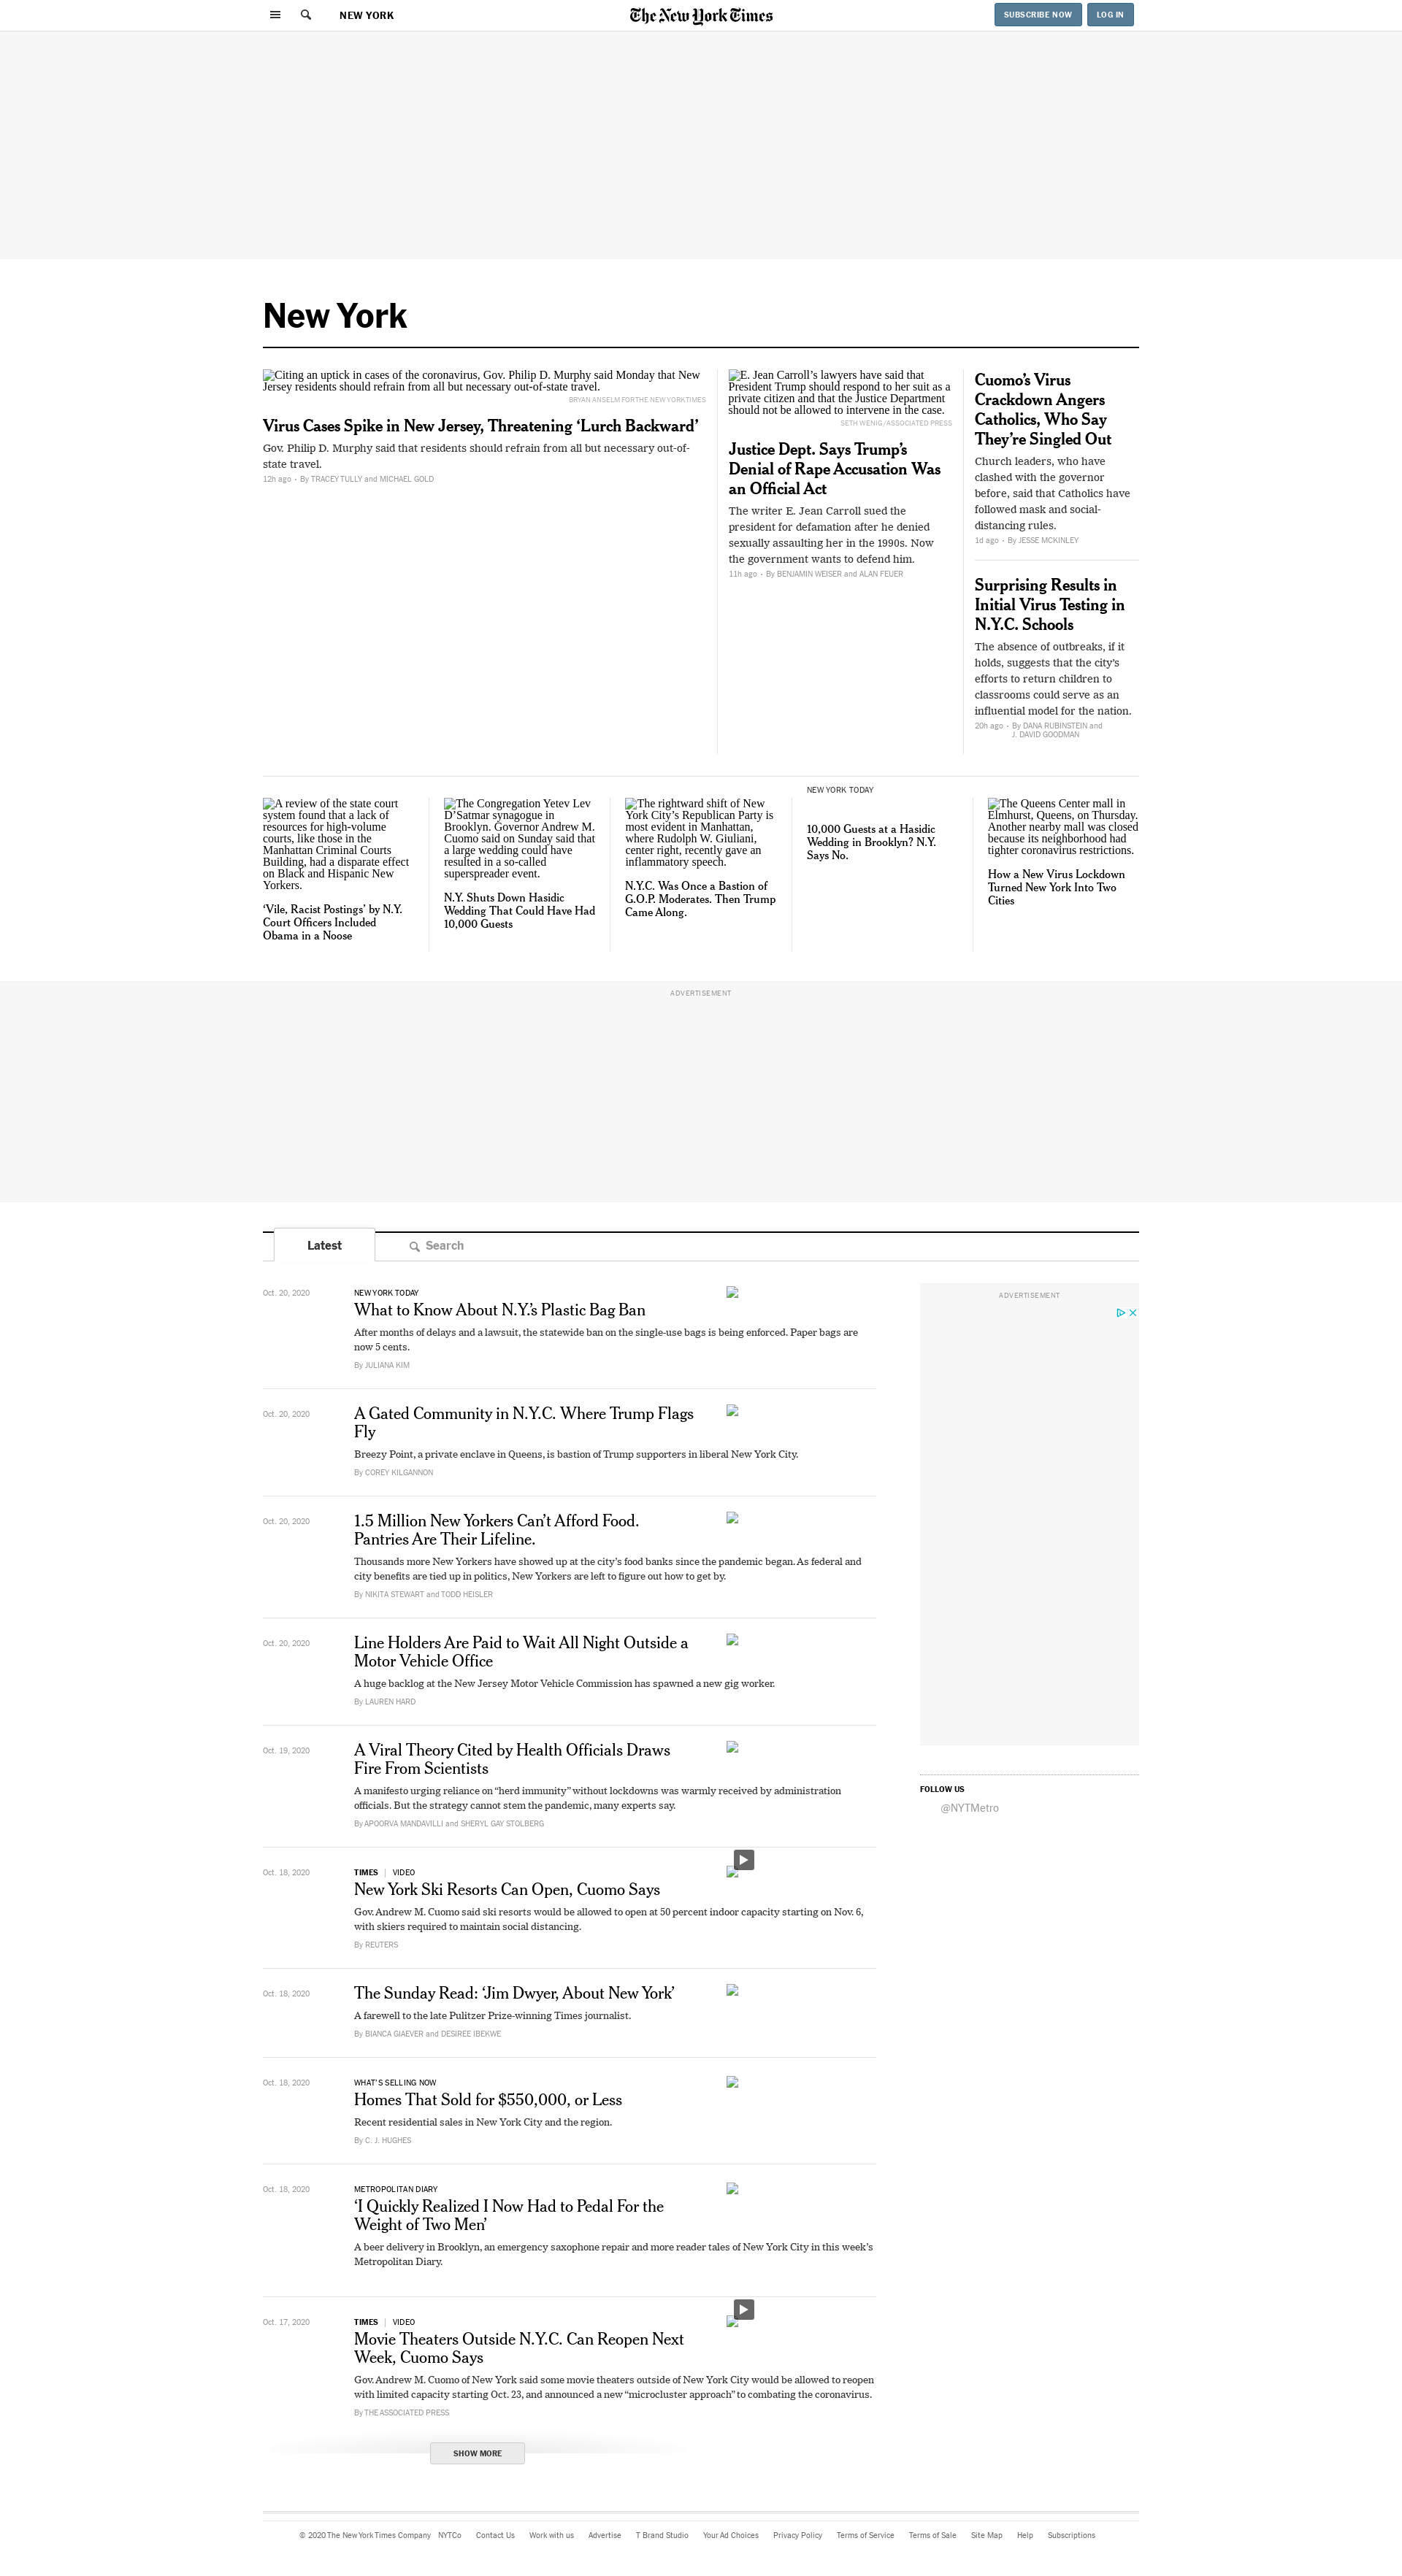 NEW YORK
The New York Times
SUBSCRIBE NOW
LOG IN
New York
Citing an uptick in cases of the coronavirus, Gov. Philip D. Murphy said Monday that New
Jersey residents should refrain from all but necessary out-of-state travel.
BRYAN ANSELM FOR THE NEW YORK TIMES
Virus Cases Spike in New Jersey, Threatening ‘Lurch Backward’
Gov. Philip D. Murphy said that residents should refrain from all but necessary out-of-
state travel.
12h ago • By TRACEY TULLY and MICHAEL GOLD
E. Jean Carroll’s lawyers have said that
President Trump should respond to her suit as a
private citizen and that the Justice Department
should not be allowed to intervene in the case.
SETH WENIG/ASSOCIATED PRESS
Justice Dept. Says Trump’s
Denial of Rape Accusation Was
an Official Act
The writer E. Jean Carroll sued the
president for defamation after he denied
sexually assaulting her in the 1990s. Now
the government wants to defend him.
11h ago • By BENJAMIN WEISER and ALAN FEUER
Cuomo’s Virus
Crackdown Angers
Catholics, Who Say
They’re Singled Out
Church leaders, who have
clashed with the governor
before, said that Catholics have
followed mask and social-
distancing rules.
1d ago • By JESSE MCKINLEY
Surprising Results in
Initial Virus Testing in
N.Y.C. Schools
The absence of outbreaks, if it
holds, suggests that the city’s
efforts to return children to
classrooms could serve as an
influential model for the nation.
20h ago • By DANA RUBINSTEIN and
J. DAVID GOODMAN
A review of the state court
system found that a lack of
resources for high-volume
courts, like those in the
Manhattan Criminal Courts
Building, had a disparate effect
on Black and Hispanic New
Yorkers.
‘Vile, Racist Postings’ by N.Y.
Court Officers Included
Obama in a Noose
The Congregation Yetev Lev
D’Satmar synagogue in
Brooklyn. Governor Andrew M.
Cuomo said on Sunday said that
a large wedding could have
resulted in a so-called
superspreader event.
N.Y. Shuts Down Hasidic
Wedding That Could Have Had
10,000 Guests
The rightward shift of New
York City’s Republican Party is
most evident in Manhattan,
where Rudolph W. Giuliani,
center right, recently gave an
inflammatory speech.
N.Y.C. Was Once a Bastion of
G.O.P. Moderates. Then Trump
Came Along.
NEW YORK TODAY
10,000 Guests at a Hasidic
Wedding in Brooklyn? N.Y.
Says No.
The Queens Center mall in
Elmhurst, Queens, on Thursday.
Another nearby mall was closed
because its neighborhood had
tighter coronavirus restrictions.
How a New Virus Lockdown
Turned New York Into Two
Cities
ADVERTISEMENT
Latest
Search
Oct. 20, 2020
NEW YORK TODAY
What to Know About N.Y.’s Plastic Bag Ban
After months of delays and a lawsuit, the statewide ban on the single-use bags is being enforced. Paper bags are
now 5 cents.
By JULIANA KIM
Oct. 20, 2020
A Gated Community in N.Y.C. Where Trump Flags
Fly
Breezy Point, a private enclave in Queens, is bastion of Trump supporters in liberal New York City.
By COREY KILGANNON
Oct. 20, 2020
1.5 Million New Yorkers Can’t Afford Food.
Pantries Are Their Lifeline.
Thousands more New Yorkers have showed up at the city’s food banks since the pandemic began. As federal and
city benefits are tied up in politics, New Yorkers are left to figure out how to get by.
By NIKITA STEWART and TODD HEISLER
Oct. 20, 2020
Line Holders Are Paid to Wait All Night Outside a
Motor Vehicle Office
A huge backlog at the New Jersey Motor Vehicle Commission has spawned a new gig worker.
By LAUREN HARD
Oct. 19, 2020
A Viral Theory Cited by Health Officials Draws
Fire From Scientists
A manifesto urging reliance on “herd immunity” without lockdowns was warmly received by administration
officials. But the strategy cannot stem the pandemic, many experts say.
By APOORVA MANDAVILLI and SHERYL GAY STOLBERG
Oct. 18, 2020
TIMES | VIDEO
New York Ski Resorts Can Open, Cuomo Says
Gov. Andrew M. Cuomo said ski resorts would be allowed to open at 50 percent indoor capacity starting on Nov. 6,
with skiers required to maintain social distancing.
By REUTERS
Oct. 18, 2020
The Sunday Read: ‘Jim Dwyer, About New York’
A farewell to the late Pulitzer Prize-winning Times journalist.
By BIANCA GIAEVER and DESIREE IBEKWE
Oct. 18, 2020
WHAT’S SELLING NOW
Homes That Sold for $550,000, or Less
Recent residential sales in New York City and the region.
By C. J. HUGHES
Oct. 18, 2020
METROPOLITAN DIARY
‘I Quickly Realized I Now Had to Pedal For the
Weight of Two Men’
A beer delivery in Brooklyn, an emergency saxophone repair and more reader tales of New York City in this week’s
Metropolitan Diary.
Oct. 17, 2020
TIMES | VIDEO
Movie Theaters Outside N.Y.C. Can Reopen Next
Week, Cuomo Says
Gov. Andrew M. Cuomo of New York said some movie theaters outside of New York City would be allowed to reopen
with limited capacity starting Oct. 23, and announced a new “microcluster approach” to combating the coronavirus.
By THE ASSOCIATED PRESS
SHOW MORE
ADVERTISEMENT
FOLLOW US
@NYTMetro
© 2020 The New York Times Company NYTCo Contact Us Work with us Advertise T Brand Studio Your Ad Choices Privacy Policy Terms of Service Terms of Sale Site Map Help Subscriptions